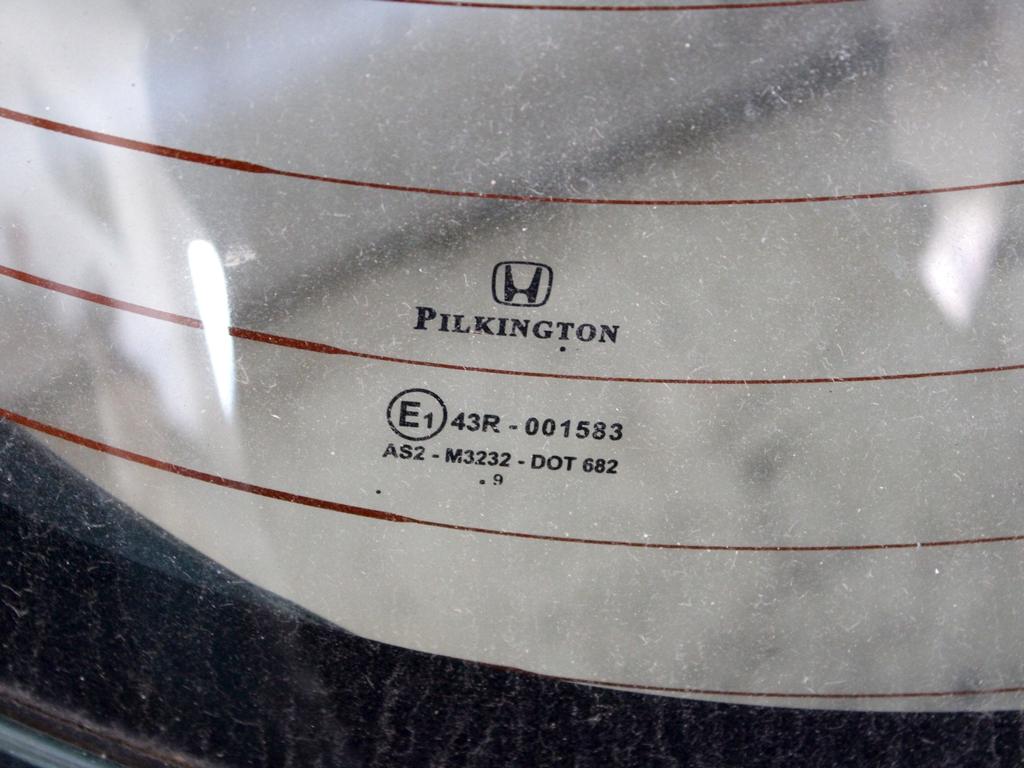 PILKINGTON
E1 43R - 001583
AS2 - M3232 - DOT 682
. 9